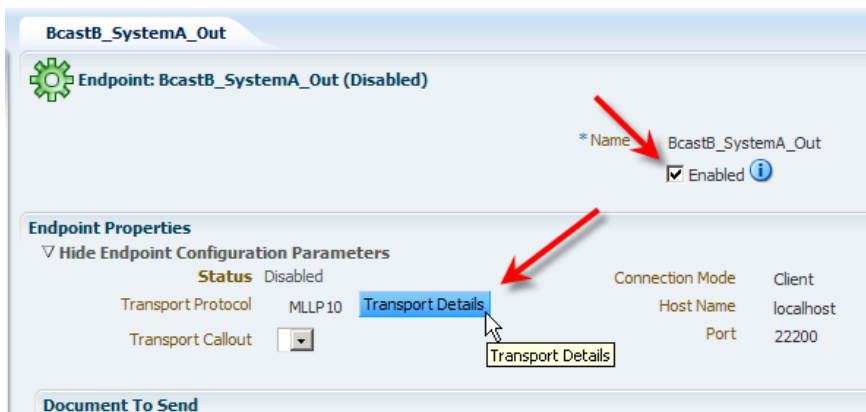 BcastB_SystemA_Out
Endpoint: BcastB_SystemA_Out (Disabled)
* Name BcastB_SystemA_Out
Enabled
Endpoint Properties
Hide Endpoint Configuration Parameters
Status Disabled
Connection Mode Client
Transport Protocol MLLP10 Transport Details
Host Name localhost
Transport Callout
Port 22200
Transport Details
Document To Send